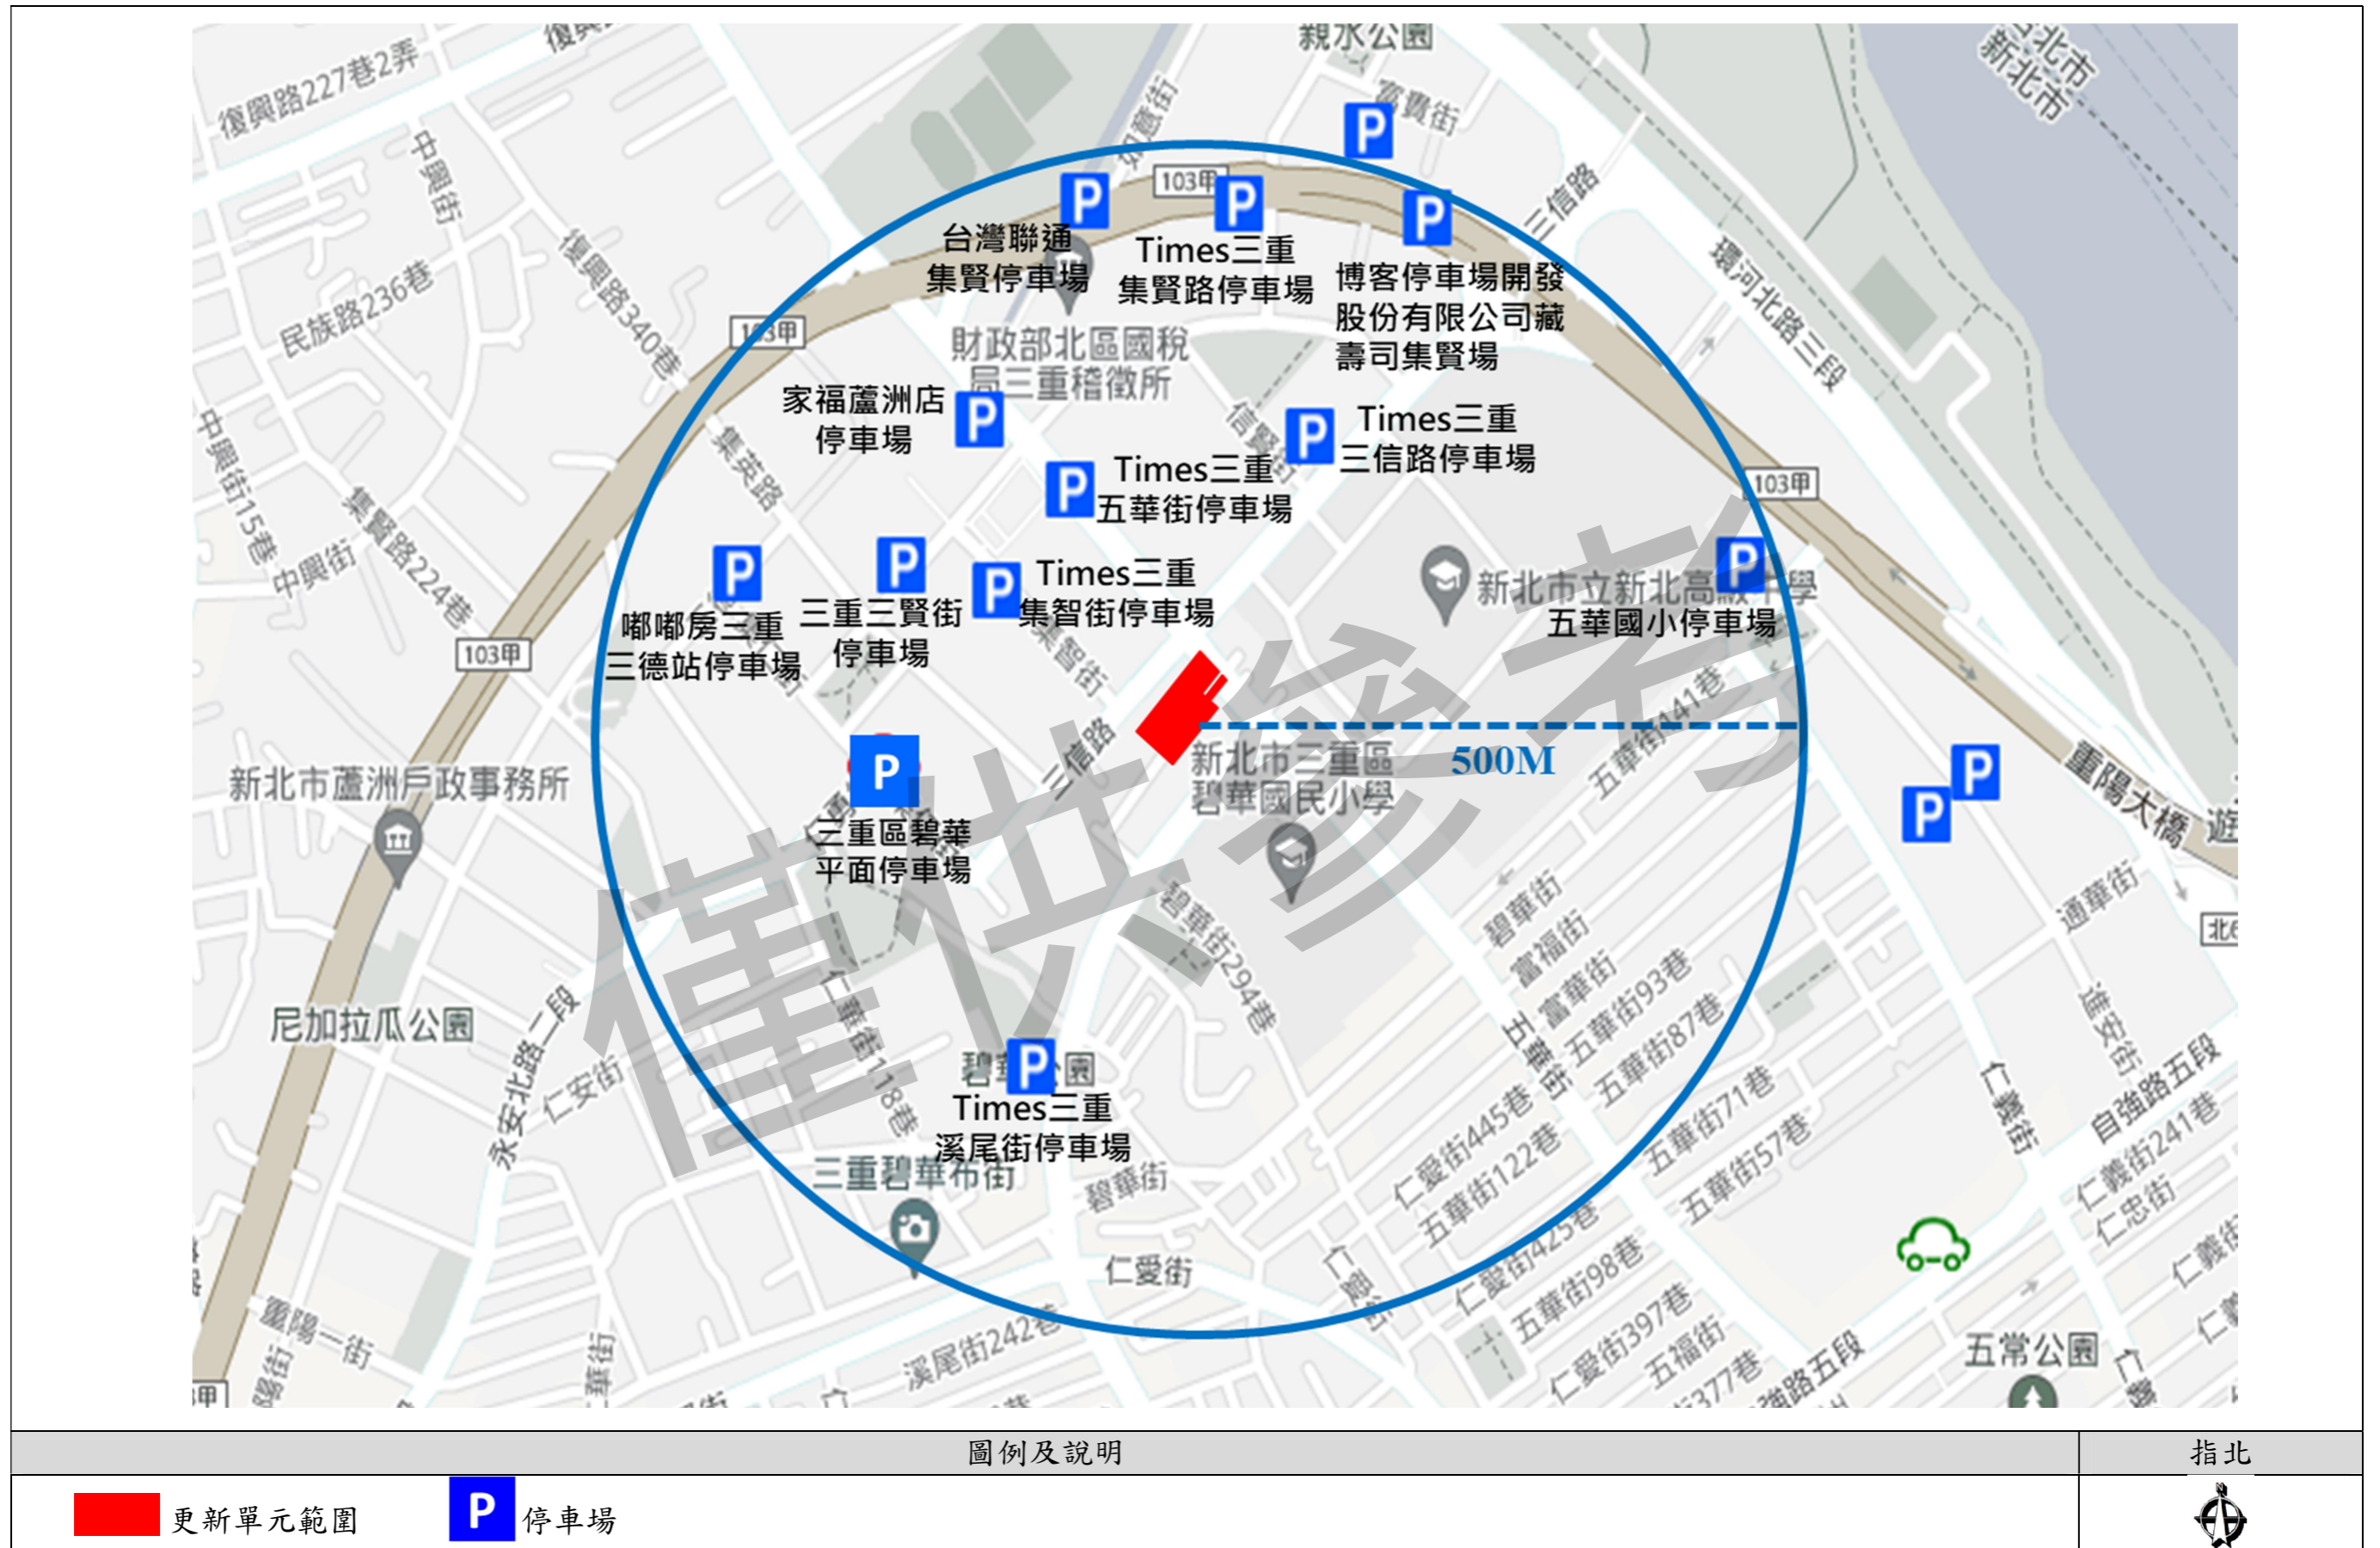 親水公園
台北市
新北市
復興路227巷2弄
富貴街
如意街
中興街
103甲
三信路
台灣聯通
集賢停車場
Times三重
集賢路停車場
博客停車場開發
股份有限公司藏
壽司集賢場
環河北路三段
復興路340巷
民族路236巷
103甲
財政部北區國稅
局三重稽徵所
家福蘆洲店
停車場
信賢街
Times三重
三信路停車場
集英路
Times三重
五華街停車場
103甲
中興街15巷
集賢路224巷
中興街
Times三重
集智街停車場
新北市立新北高級中學
五華國小停車場
嘟嘟房三重
三德站停車場
三重三賢街
停車場
103甲
集智街
五華街141巷
三信路
500M
新北市三重區
碧華國民小學
重陽大橋
新北市蘆洲戶政事務所
三重區碧華
平面停車場
僅供參考
碧華街
通華街
碧華街294巷
富福街
富華街
五華街93巷
尼加拉瓜公園
永安北路二段
仁華街118巷
五華街87巷
五華街
進安街
自強路五段
仁安街
碧華公園
Times三重
溪尾街停車場
仁愛街445巷
五華街71巷
仁義街
仁義街241巷
三重碧華布街
碧華街
五華街122巷
五華街57巷
仁忠街
仁愛街
仁愛街425巷
五華街98巷
重陽一街
溪尾街242巷
仁愛街397巷
五福街
五常公園
圖例及說明
指北
更新單元範圍
P 停車場